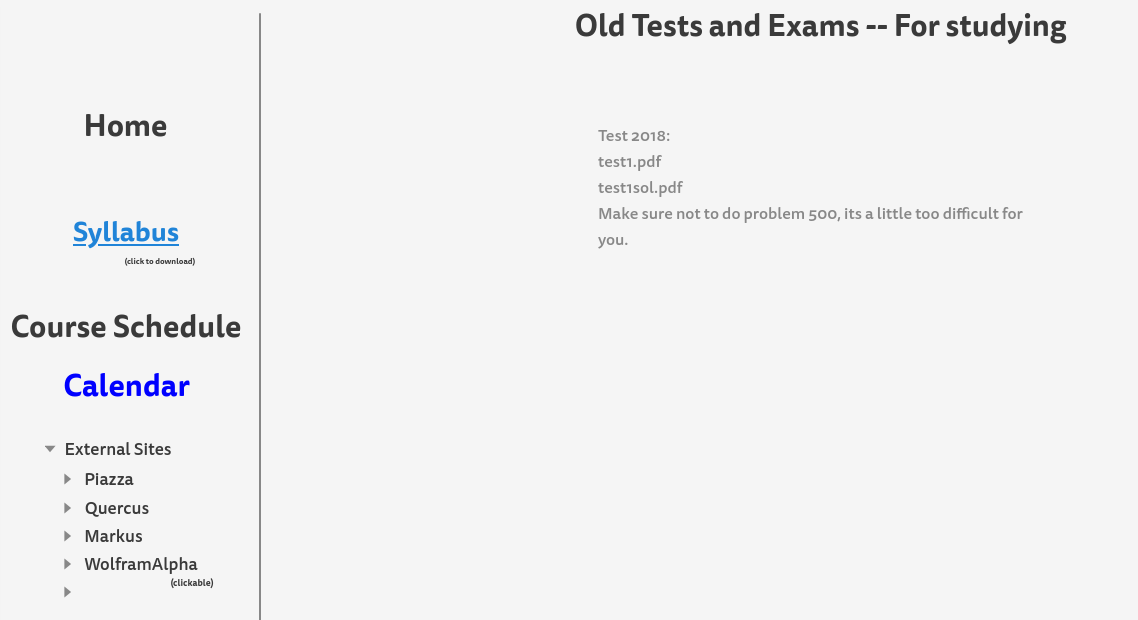 Old Tests and Exams -- For studying
Home
Syllabus
(click to download)
Course Schedule
Calendar
External Sites
Piazza
Quercus
Markus
WolframAlpha
(clickable)
Test 2018:
test1.pdf
test1sol.pdf
Make sure not to do problem 500, its a little too difficult for
you.